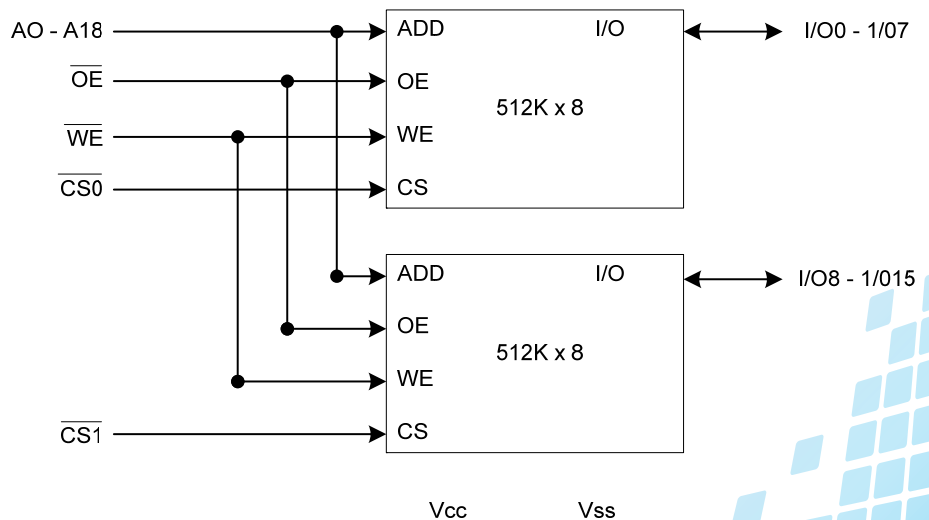 AO - A18
ADD
I/O
I/O0 - 1/07
OE
OE
512K x 8
WE
WE
CS0
CS
ADD
I/O
I/O8 - 1/015
OE
512K x 8
WE
CS1
CS
Vcc
Vss